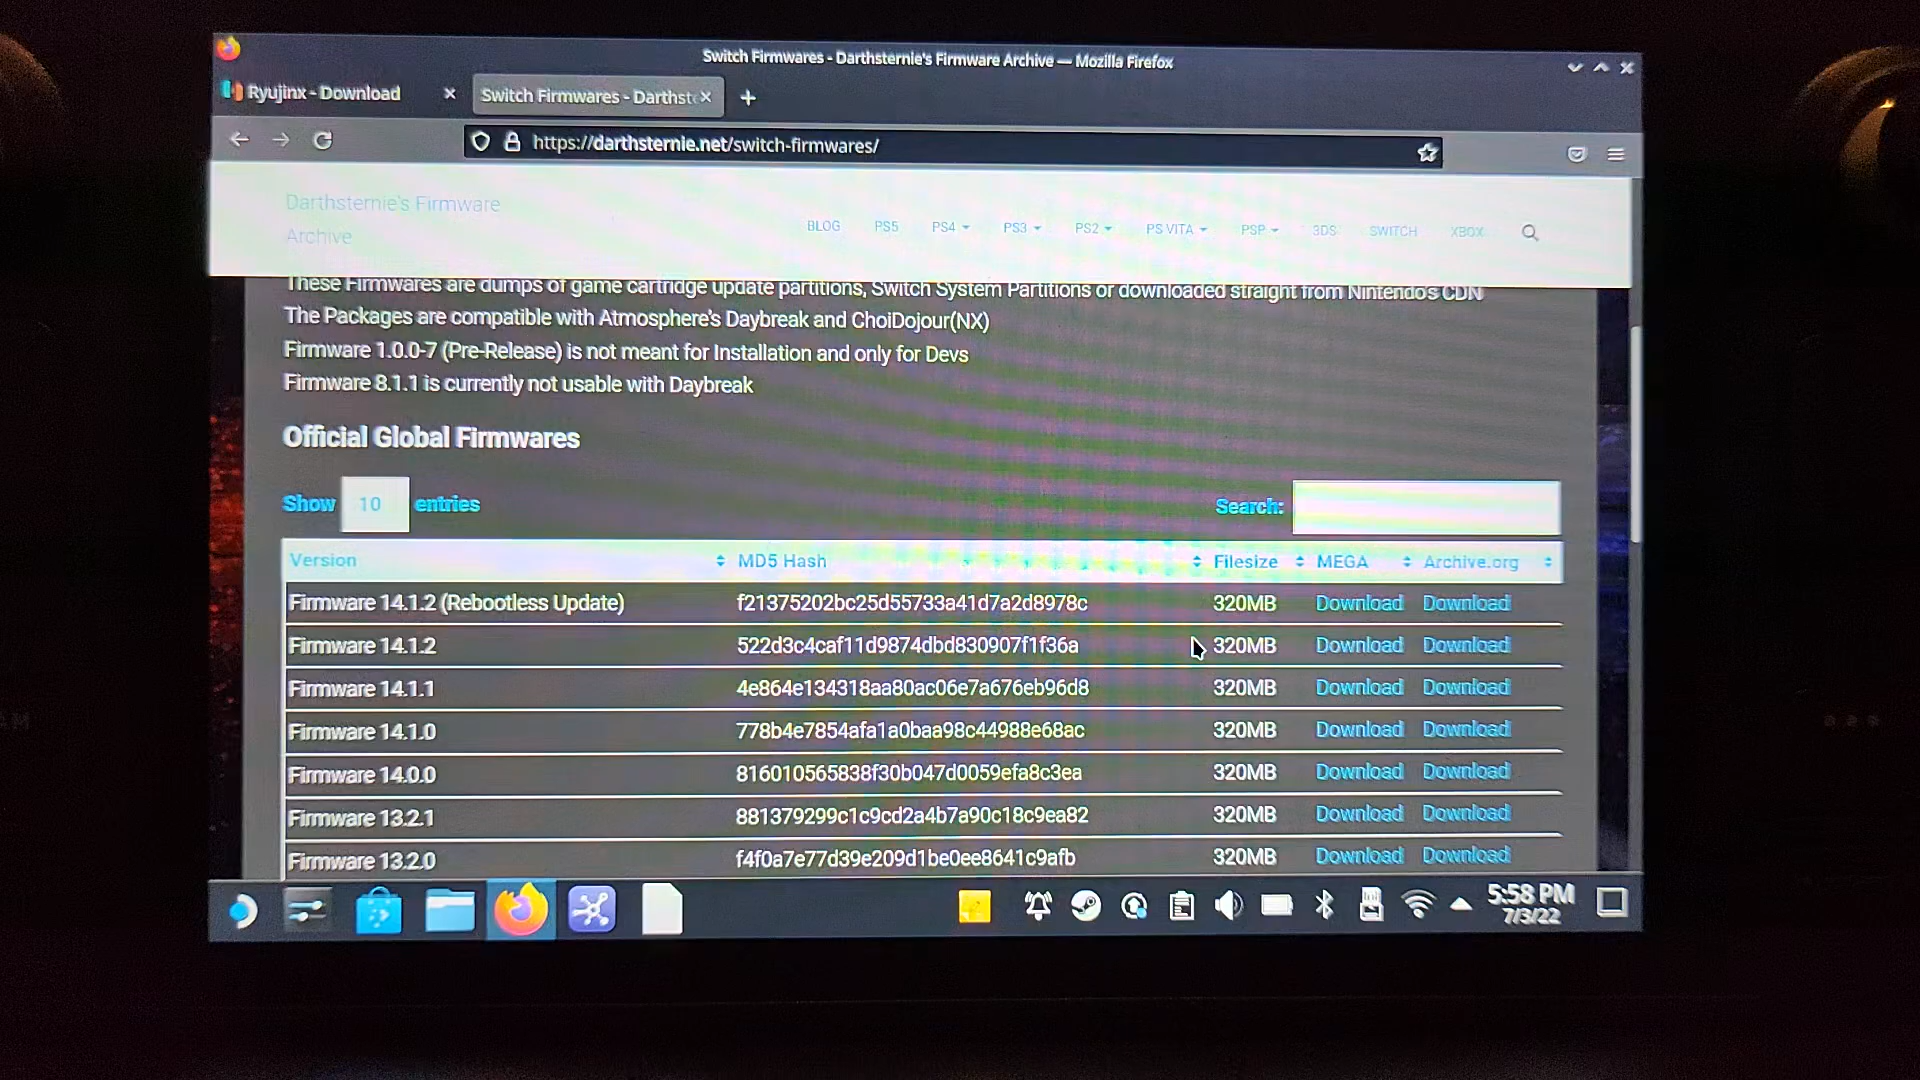 Switch Firmwares - Darthsternie's Firmware Archive — Mozilla Firefox
Ryujinx - Download
Switch Firmwares - Darthst
https://darthsternie.net/switch-firmwares/
Darthsternie's Firmware
Archive
BLOG PS5 PS4 PS3 PS2 PS VITA PSP 3DS SWITCH XBOX
These Firmwares are dumps of game cartridge update partitions, Switch System Partitions or downloaded straight from Nintendo's CDN
The Packages are compatible with Atmosphere's Daybreak and ChoiDojour(NX)
Firmware 1.0.0-7 (Pre-Release) is not meant for Installation and only for Devs
Firmware 8.1.1 is currently not usable with Daybreak
Official Global Firmwares
Show 10 entries Search:
Version MD5 Hash Filesize MEGA Archive.org
Firmware 14.1.2 (Rebootless Update) f21375202bc25d55733a41d7a2d8978c 320MB Download Download
Firmware 14.1.2 522d3c4caf11d9874dbd830907f1f36a 320MB Download Download
Firmware 14.1.1 4e864e134318aa80ac06e7a676eb96d8 320MB Download Download
Firmware 14.1.0 778b4e7854afa1a0baa98c44988e68ac 320MB Download Download
Firmware 14.0.0 816010565838f30b047d0059efa8c3ea 320MB Download Download
Firmware 13.2.1 881379299c1c9cd2a4b7a90c18c9ea82 320MB Download Download
Firmware 13.2.0 f4f0a7e77d39e209d1be0ee8641c9afb 320MB Download Download
5:58 PM
7/3/22